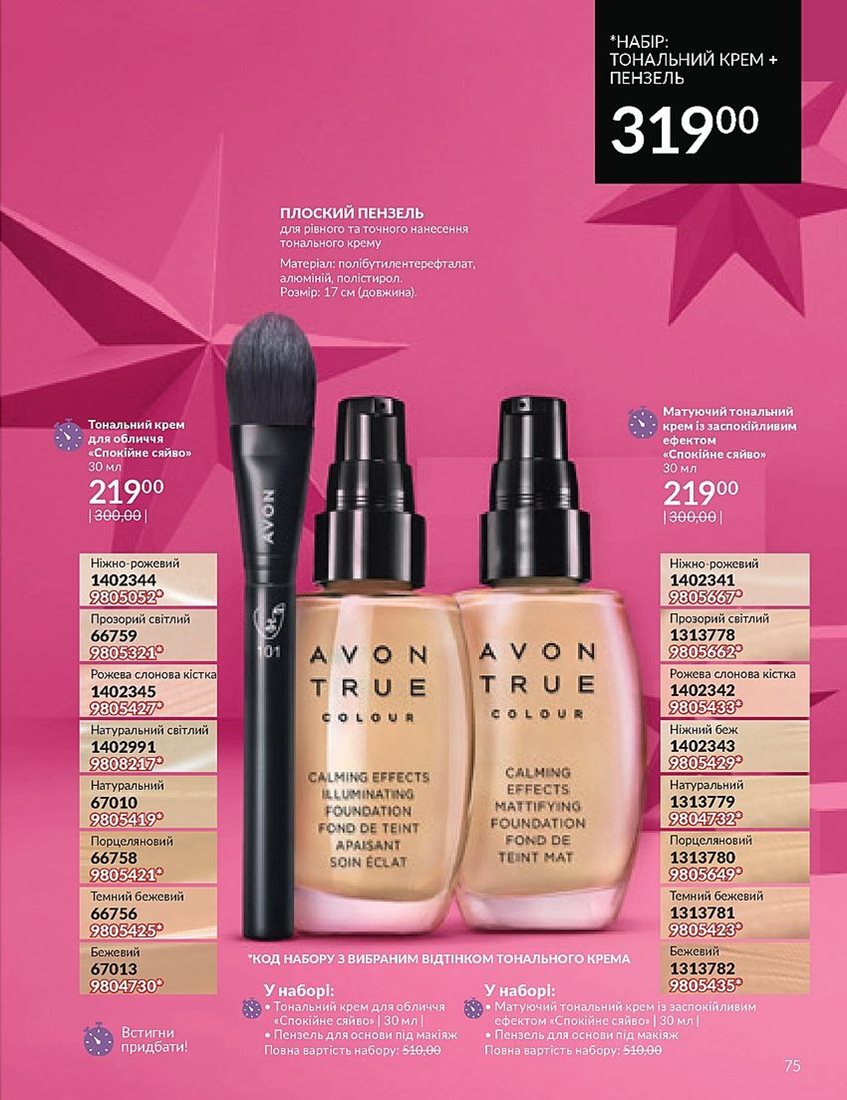 *НАБІР:
ТОНАЛЬНИЙ КРЕМ +
ПЕНЗЕЛЬ
319⁰⁰
ПЛОСКИЙ ПЕНЗЕЛЬ
для рівного та точного нанесення
тонального крему
Матеріал: полібутилентерефталат,
алюміній, полістирол.
Розмір: 17 см (довжина).
Тональний крем
для обличчя
«Спокійне сяйво»
30 мл
219⁰⁰
| 300,00 |
Ніжно-рожевий
1402344
9805052*
Прозорий світлий
66759
9805321*
Рожева слонова кістка
1402345
9805427*
Натуральний світлий
1402991
9808217*
Натуральний
67010
9805419*
Порцеляновий
66758
9805421*
Темний бежевий
66756
9805425*
Бежевий
67013
9804730*
AVON
101
AVON
TRUE
COLOUR
CALMING EFFECTS
ILLUMINATING
FOUNDATION
FOND DE TEINT
APAISANT
SOIN ÉCLAT
AVON
TRUE
COLOUR
CALMING
EFFECTS
MATTIFYING
FOUNDATION
FOND DE
TEINT MAT
Матуючий тональний
крем із заспокійливим
ефектом
«Спокійне сяйво»
30 мл
219⁰⁰
| 300,00 |
Ніжно-рожевий
1402341
9805667*
Прозорий світлий
1313778
9805662*
Рожева слонова кістка
1402342
9805433*
Ніжний беж
1402343
9805429*
Натуральний
1313779
9804732*
Порцеляновий
1313780
9805649*
Темний бежевий
1313781
9805423*
Бежевий
1313782
9805435*
*КОД НАБОРУ З ВИБРАНИМ ВІДТІНКОМ ТОНАЛЬНОГО КРЕМА
У наборі:
• Тональний крем для обличчя
«Спокійне сяйво» | 30 мл |
• Пензель для основи під макіяж
Повна вартість набору: 510,00
У наборі:
• Матуючий тональний крем із заспокійливим
ефектом «Спокійне сяйво» | 30 мл |
• Пензель для основи під макіяж
Повна вартість набору: 510,00
Встигни
придбати!
75